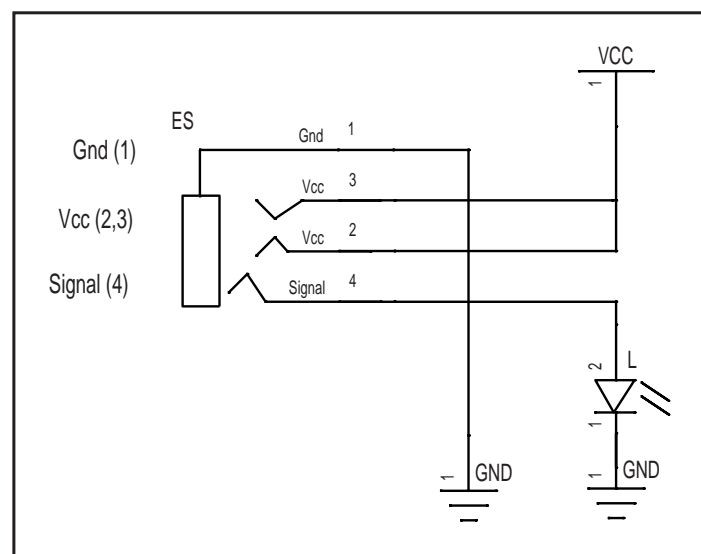 VCC
1
ES
Gnd (1)
Gnd 1
Vcc 3
Vcc (2,3)
Vcc 2
Signal (4)
Signal 4
2 L
1
1 GND
1 GND